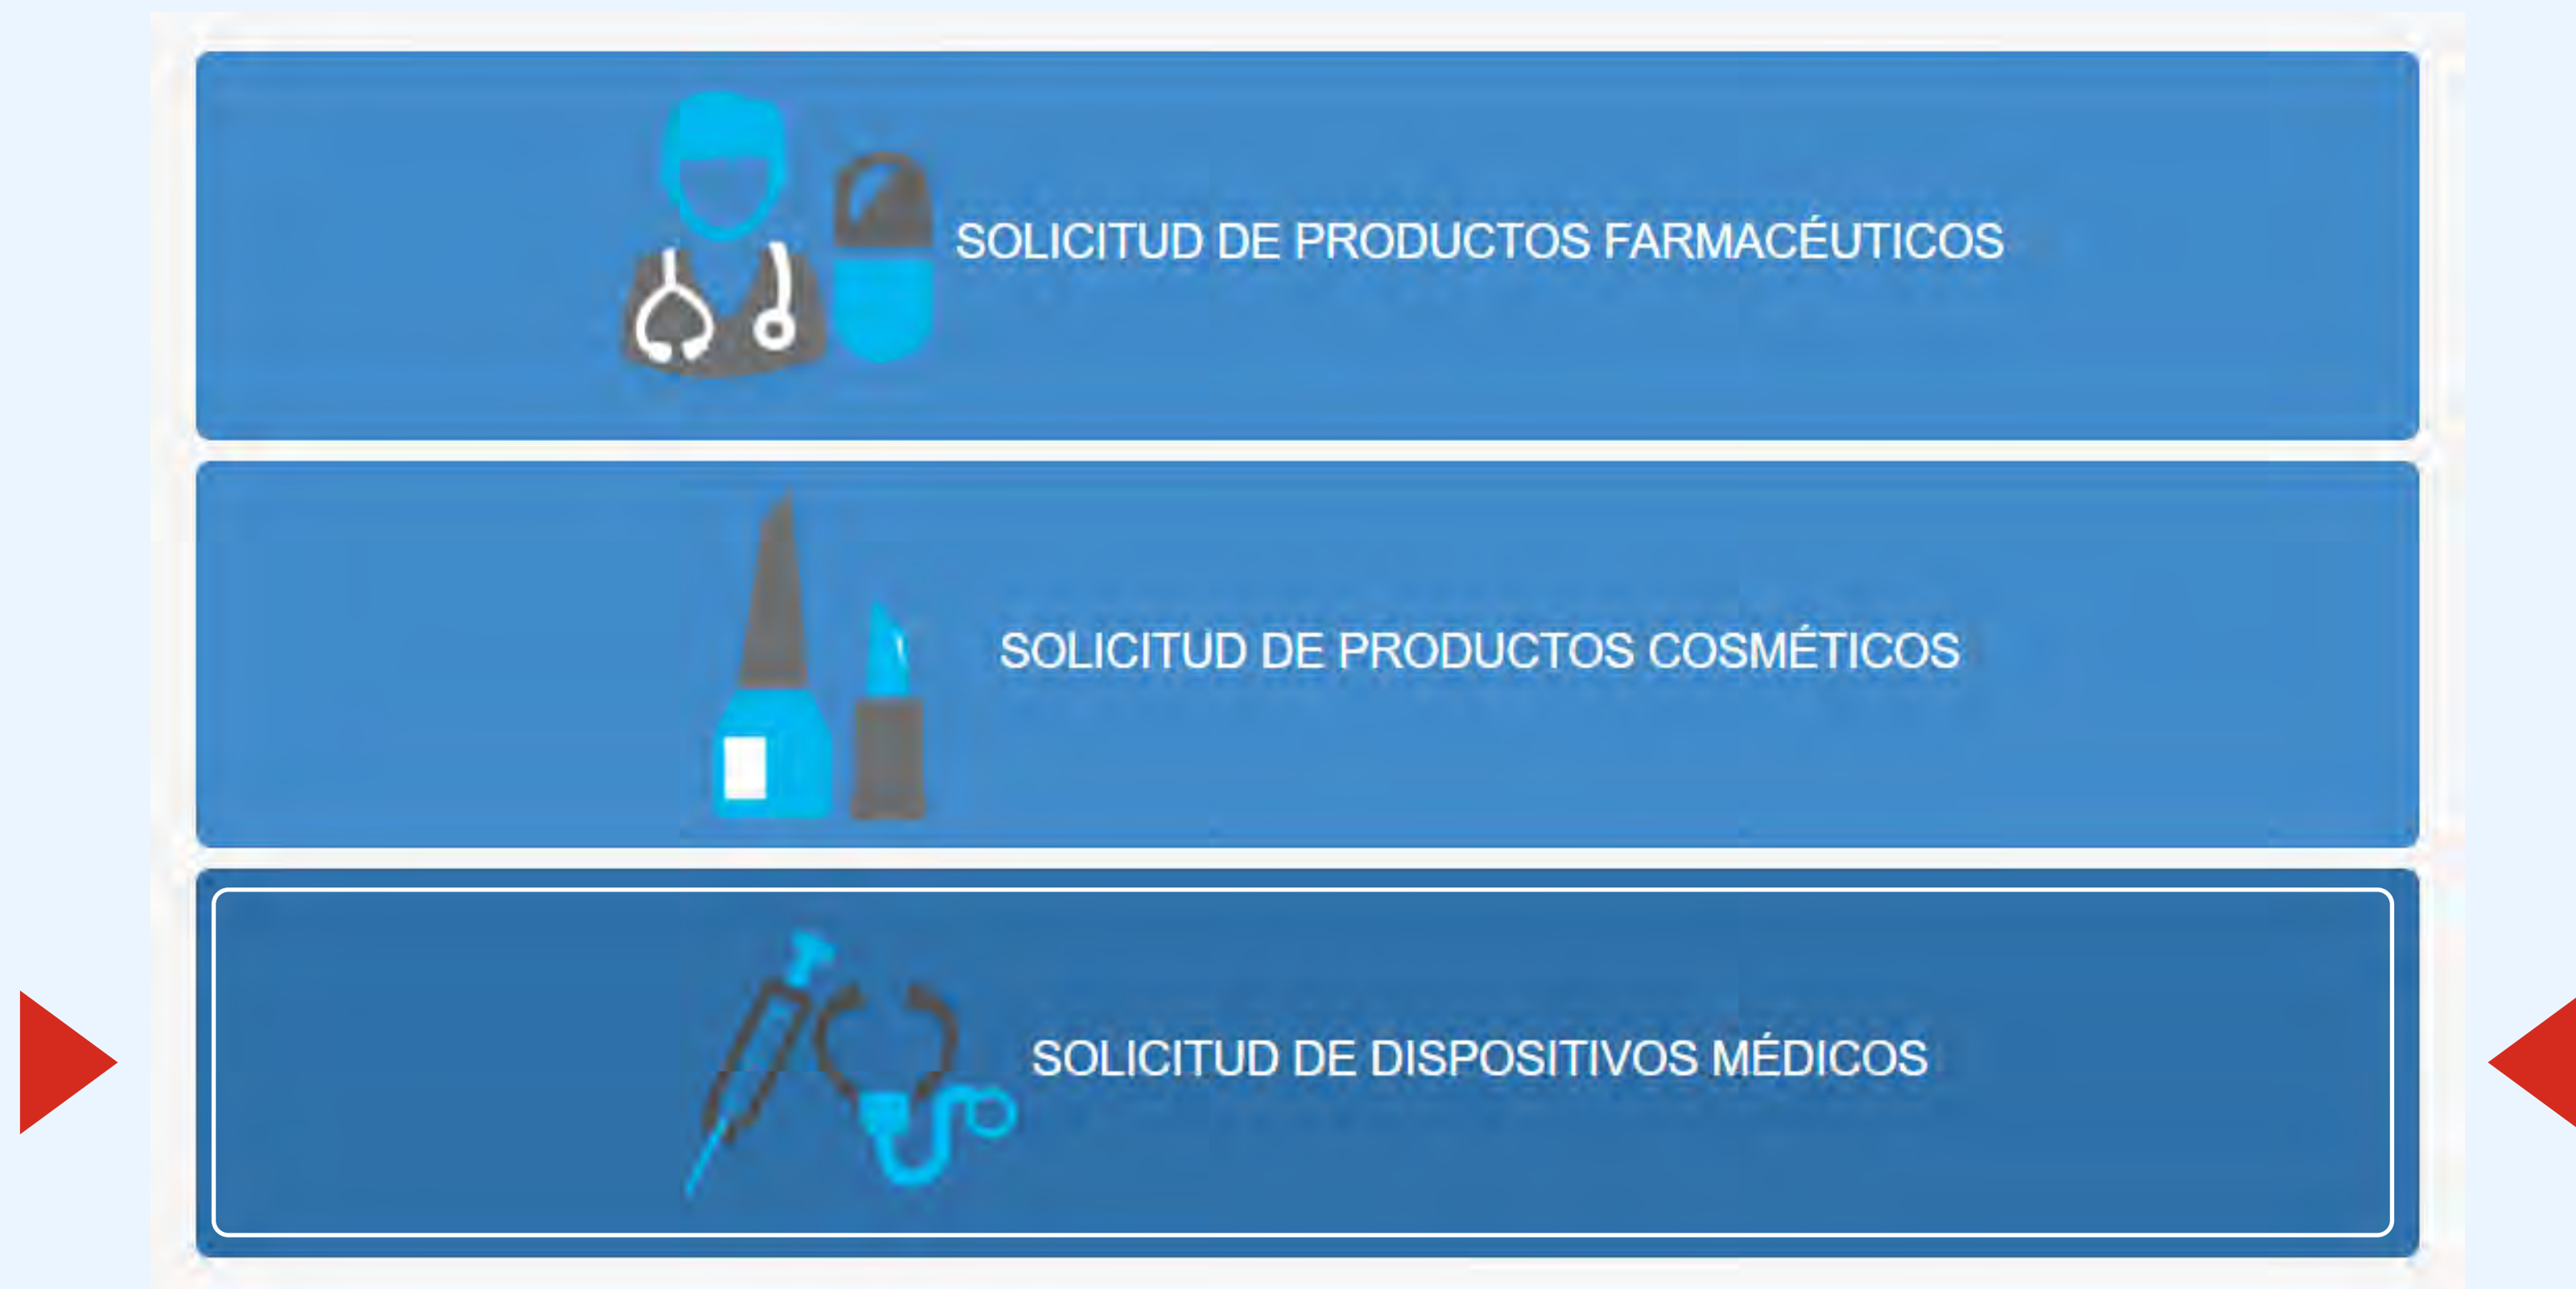 SOLICITUD DE PRODUCTOS FARMACÉUTICOS
SOLICITUD DE PRODUCTOS COSMÉTICOS
SOLICITUD DE DISPOSITIVOS MÉDICOS